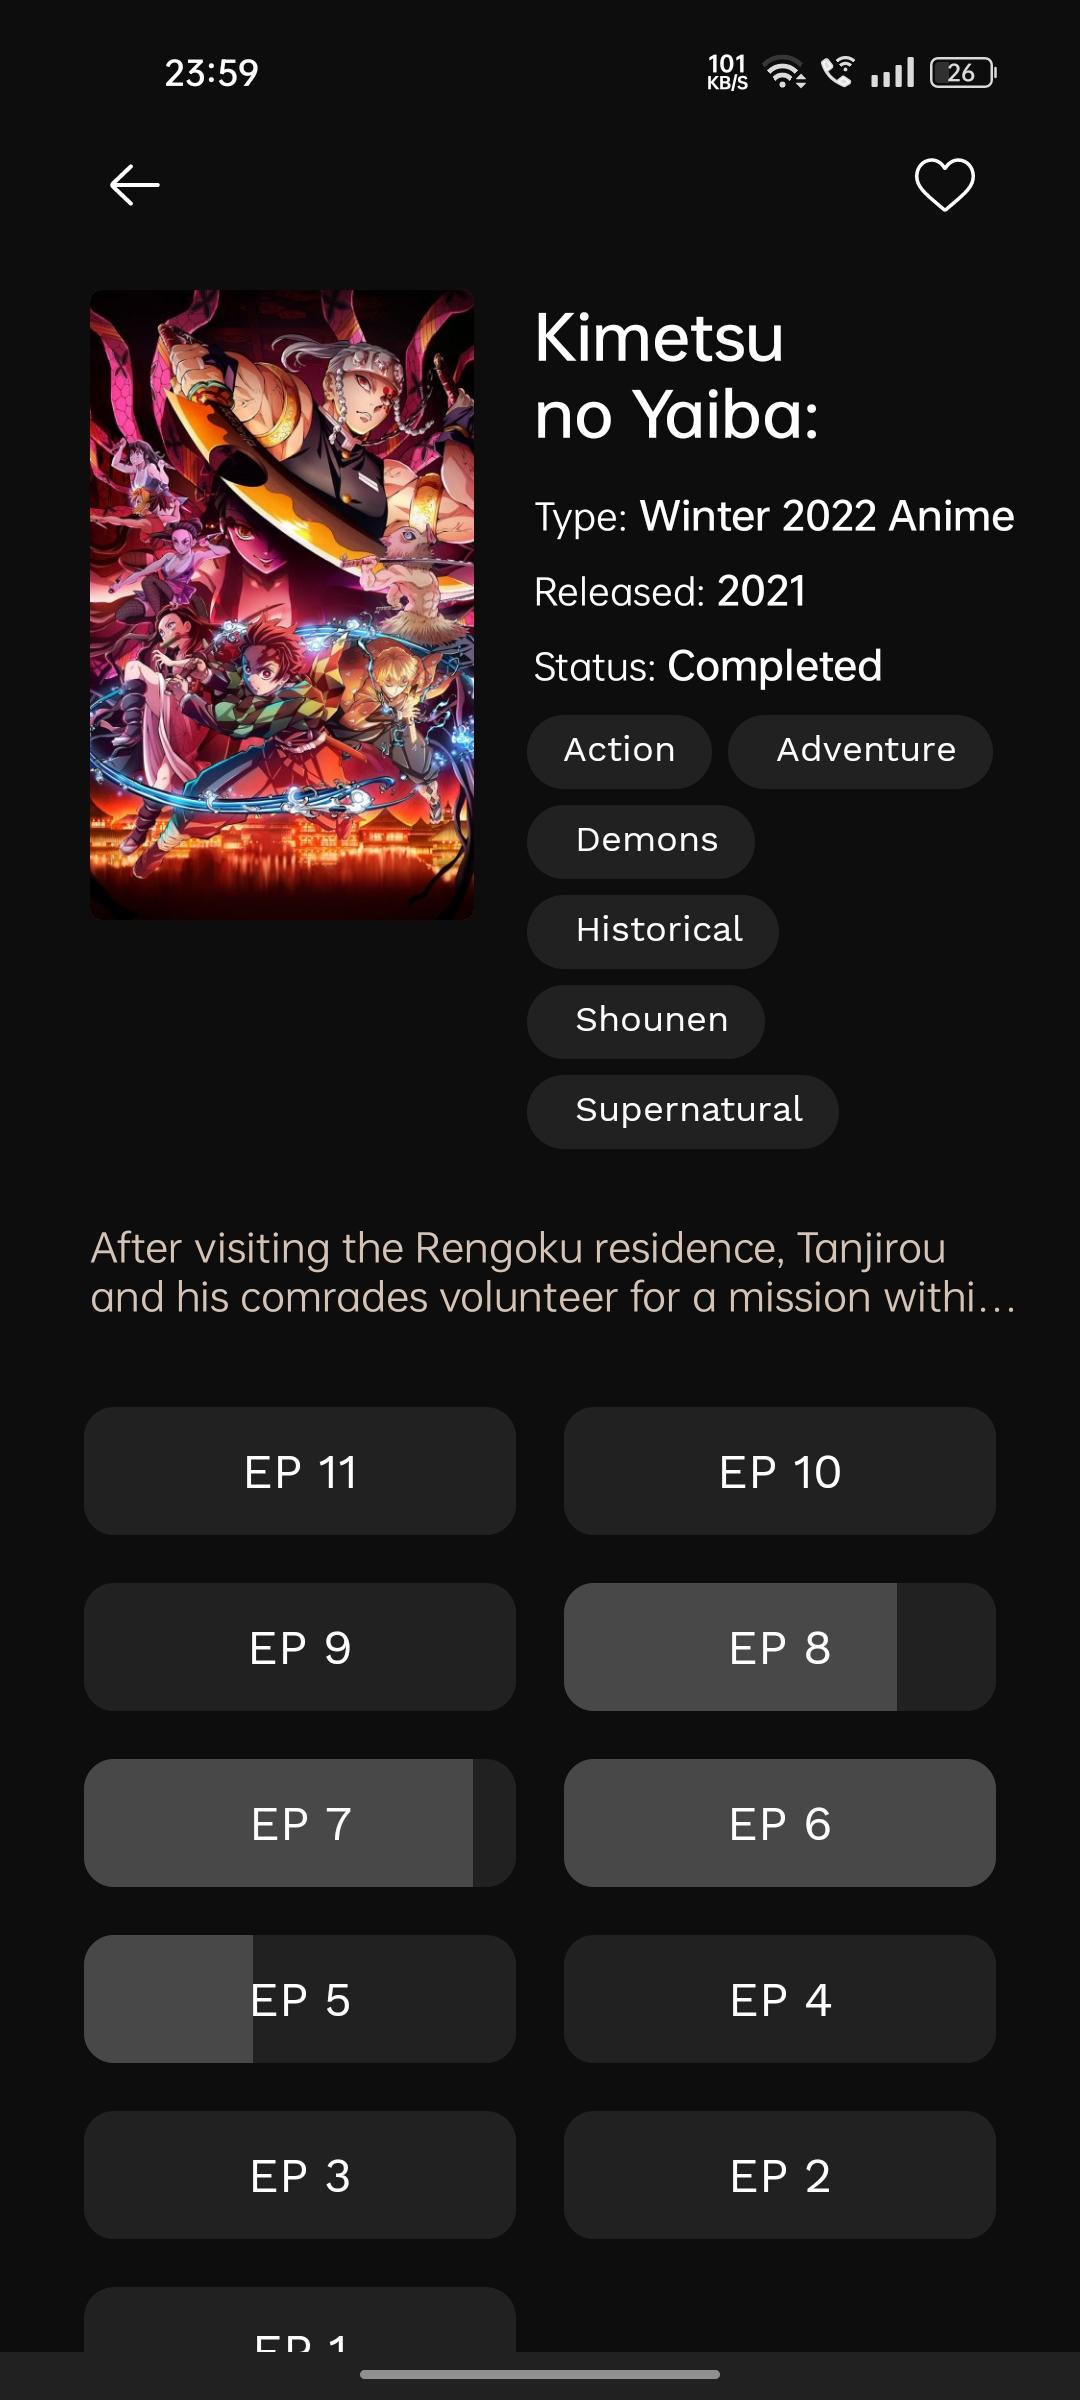 23:59
101
KB/S
26
Kimetsu
no Yaiba:
Type: Winter 2022 Anime
Released: 2021
Status: Completed
Action
Adventure
Demons
Historical
Shounen
Supernatural
After visiting the Rengoku residence, Tanjirou
and his comrades volunteer for a mission withi...
EP 11
EP 10
EP 9
EP 8
EP 7
EP 6
EP 5
EP 4
EP 3
EP 2
EP 1